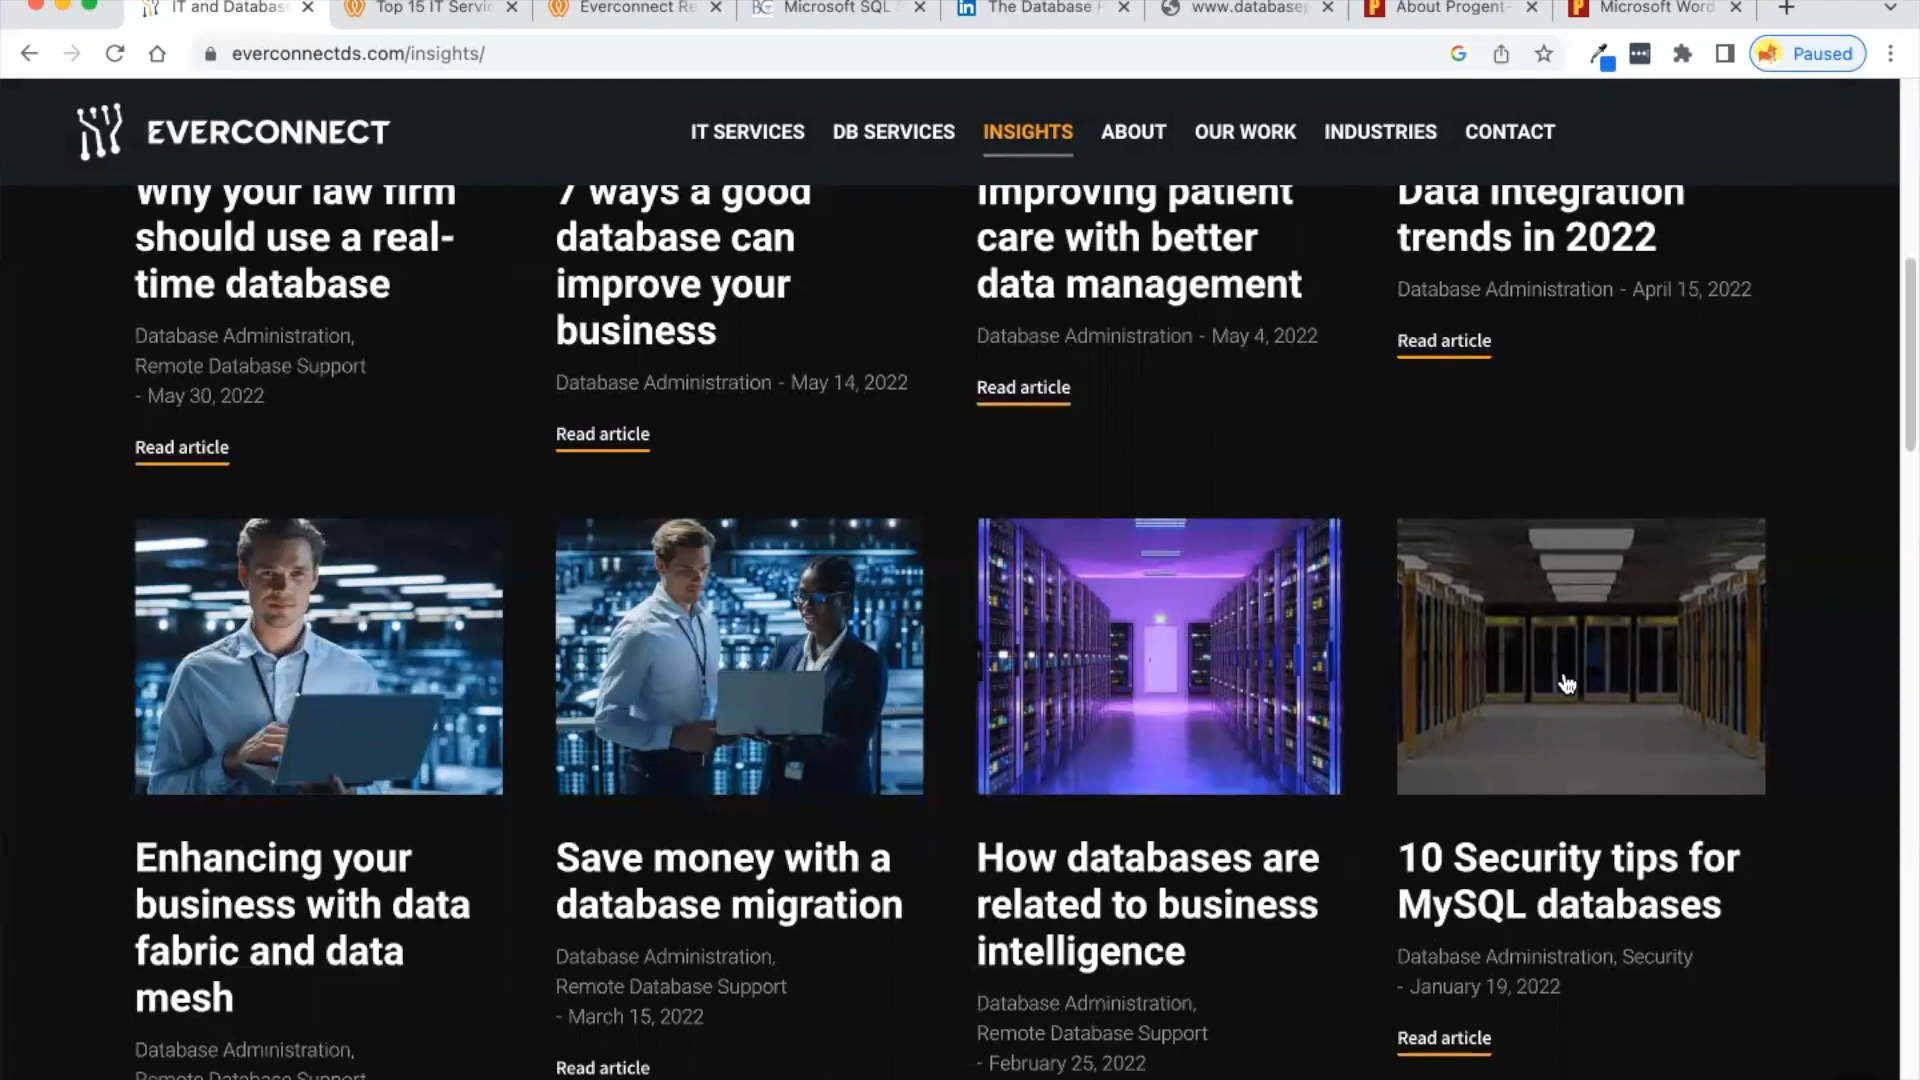 IT and Databas
Top 15 IT Servic
Everconnect Re
Microsoft SQL
The Database
www.database
About Progent-
Microsoft Word
everconnectds.com/insights/
Paused
EVERCONNECT
IT SERVICES
DB SERVICES
INSIGHTS
ABOUT
OUR WORK
INDUSTRIES
CONTACT
Why your law firm
should use a real-
time database
Database Administration,
Remote Database Support
- May 30, 2022
Read article
7 ways a good
database can
improve your
business
Database Administration - May 14, 2022
Read article
Improving patient
care with better
data management
Database Administration - May 4, 2022
Read article
Data integration
trends in 2022
Database Administration - April 15, 2022
Read article
Enhancing your
business with data
fabric and data
mesh
Database Administration,
Remote Database Support
Save money with a
database migration
Database Administration,
Remote Database Support
- March 15, 2022
Read article
How databases are
related to business
intelligence
Database Administration,
Remote Database Support
- February 25, 2022
10 Security tips for
MySQL databases
Database Administration, Security
- January 19, 2022
Read article